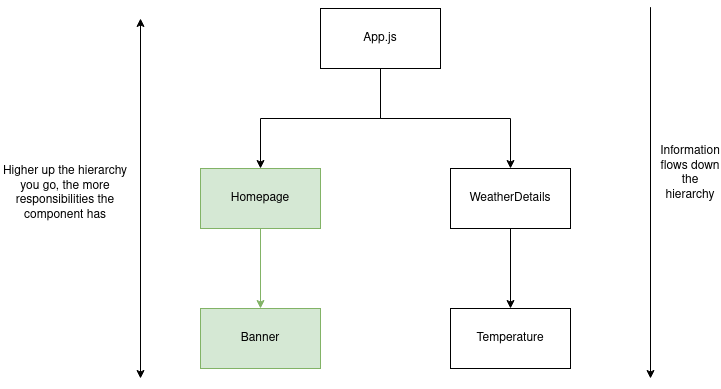 App.js
Higher up the hierarchy
you go, the more
responsibilities the
component has
Information
flows down
the
hierarchy
Homepage
WeatherDetails
Banner
Temperature